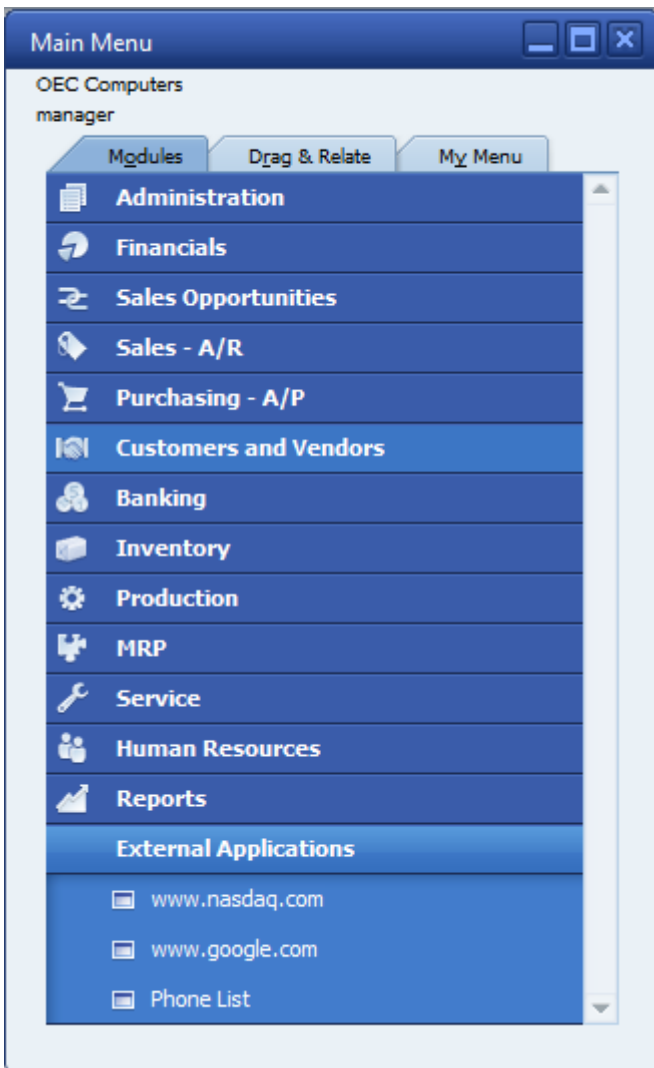 Main Menu
OEC Computers
manager
Modules Drag & Relate My Menu
Administration
Financials
Sales Opportunities
Sales - A/R
Purchasing - A/P
Customers and Vendors
Banking
Inventory
Production
MRP
Service
Human Resources
Reports
External Applications
www.nasdaq.com
www.google.com
Phone List